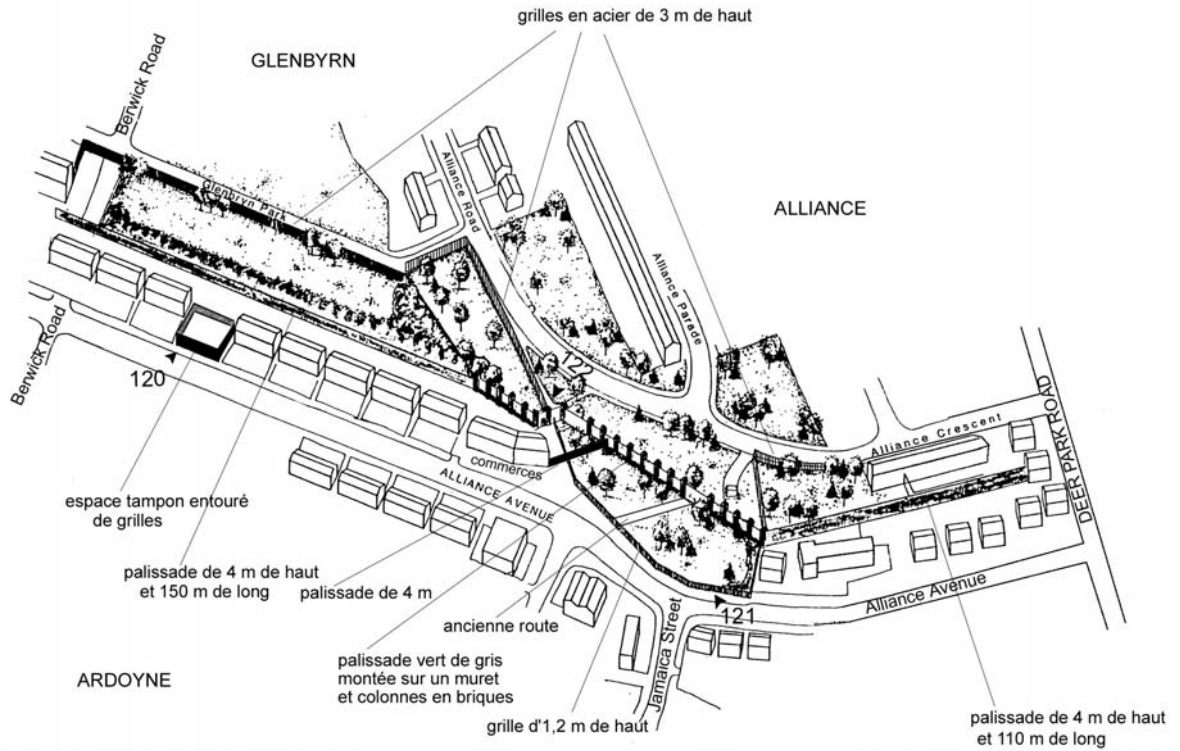 grilles en acier de 3 m de haut
GLENBYRN
Berwick Road
Alliance Road
Glenbryn Park
ALLIANCE
Alliance Parade
Berwick Road
120
122
DEER PARK ROAD
Alliance Crescent
commerces
ALLIANCE AVENUE
espace tampon entouré
de grilles
palissade de 4 m de haut
et 150 m de long
palissade de 4 m
121
Alliance Avenue
ancienne route
Jamaica Street
ARDOYNE
palissade vert de gris
montée sur un muret
et colonnes en briques
grille d'1,2 m de haut
palissade de 4 m de haut
et 110 m de long